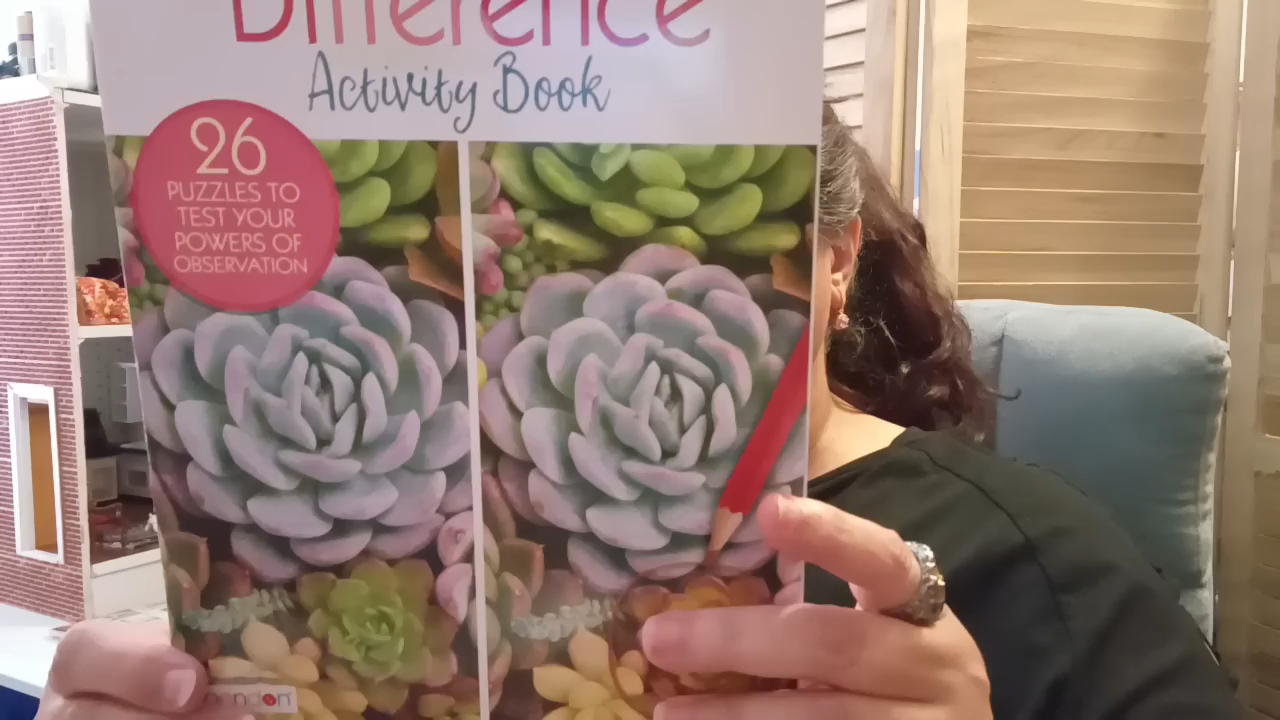 Difference
Activity Book
26
PUZZLES TO
TEST YOUR
POWERS OF
OBSERVATION